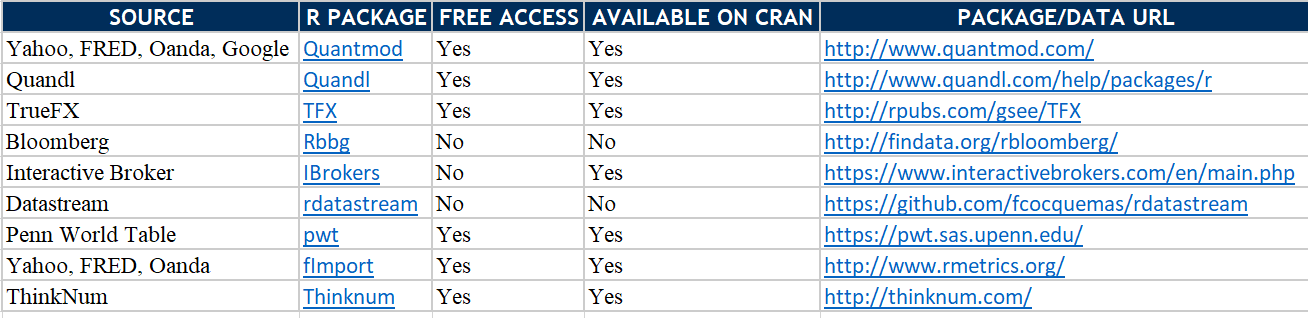 SOURCE R PACKAGE FREE ACCESS AVAILABLE ON CRAN PACKAGE/DATA URL
Yahoo, FRED, Oanda, Google Quantmod Yes Yes http://www.quantmod.com/
Quandl Quandl Yes Yes http://www.quandl.com/help/packages/r
TrueFX TFX Yes Yes http://rpubs.com/gsee/TFX
Bloomberg Rbbg No No http://findata.org/rbloomberg/
Interactive Broker IBrokers No Yes https://www.interactivebrokers.com/en/main.php
Datastream rdatastream No No https://github.com/fcocquemas/rdatastream
Penn World Table pwt Yes Yes https://pwt.sas.upenn.edu/
Yahoo, FRED, Oanda fImport Yes Yes http://www.rmetrics.org/
ThinkNum Thinknum Yes Yes http://thinknum.com/